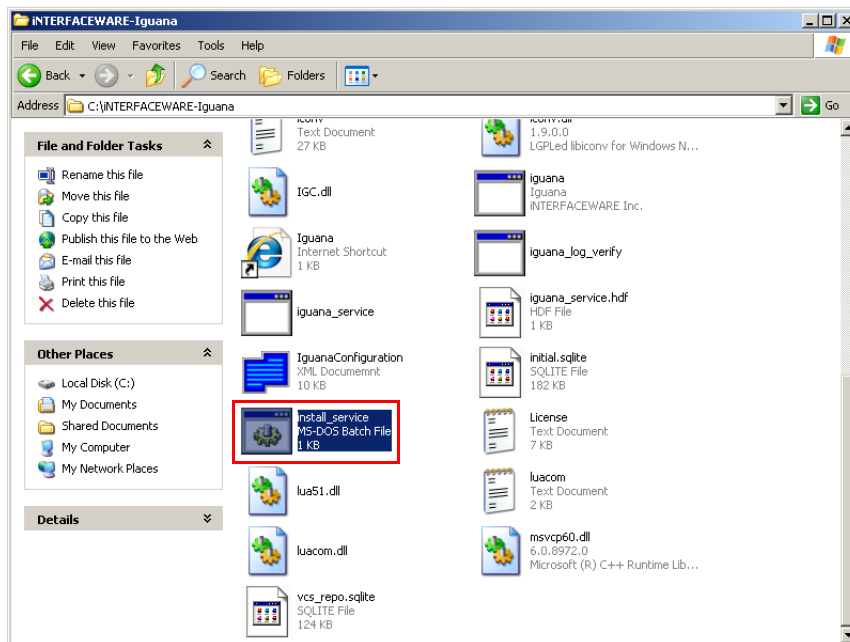 iNTERFACEWARE-Iguana
File Edit View Favorites Tools Help
Back Search Folders
Address C:\iNTERFACEWARE-Iguana Go
File and Folder Tasks
Rename this file
Move this file
Copy this file
Publish this file to the Web
E-mail this file
Print this file
Delete this file
Other Places
Local Disk (C:)
My Documents
Shared Documents
My Computer
My Network Places
Details
iconv
Text Document
27 KB
iconv.dll
1.9.0.0
LGPLed libiconv for Windows N...
IGC.dll
iguana
Iguana
iNTERFACEWARE Inc.
Iguana
Internet Shortcut
1 KB
iguana_log_verify
iguana_service
iguana_service.hdf
HDF File
1 KB
IguanaConfiguration
XML Documemnt
10 KB
initial.sqlite
SQLITE File
182 KB
install_service
MS-DOS Batch File
1 KB
License
Text Document
7 KB
lua51.dll
luacom
Text Document
2 KB
luacom.dll
msvcp60.dll
6.0.8972.0
Microsoft (R) C++ Runtime Lib...
vcs_repo.sqlite
SQLITE File
124 KB